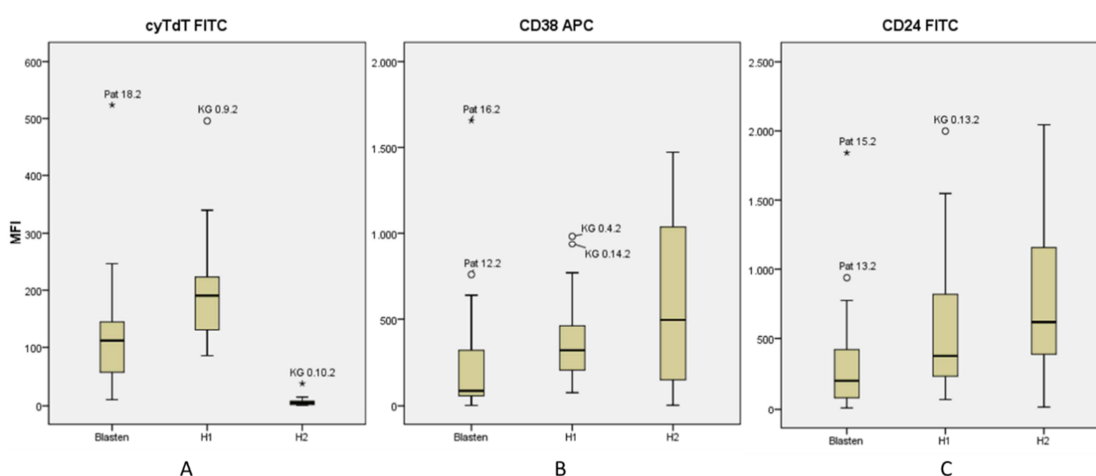 cyTdT FITC
600
500
400
300
200
100
0
MFI
Pat 18.2
KG 0.9.2
KG 0.10.2
Blasten H1 H2
A
CD38 APC
2.000
1.500
1.000
500
0
Pat 16.2
Pat 12.2
KG 0.4.2
KG 0.14.2
Blasten H1 H2
B
CD24 FITC
2.500
2.000
1.500
1.000
500
0
Pat 15.2
Pat 13.2
KG 0.13.2
Blasten H1 H2
C